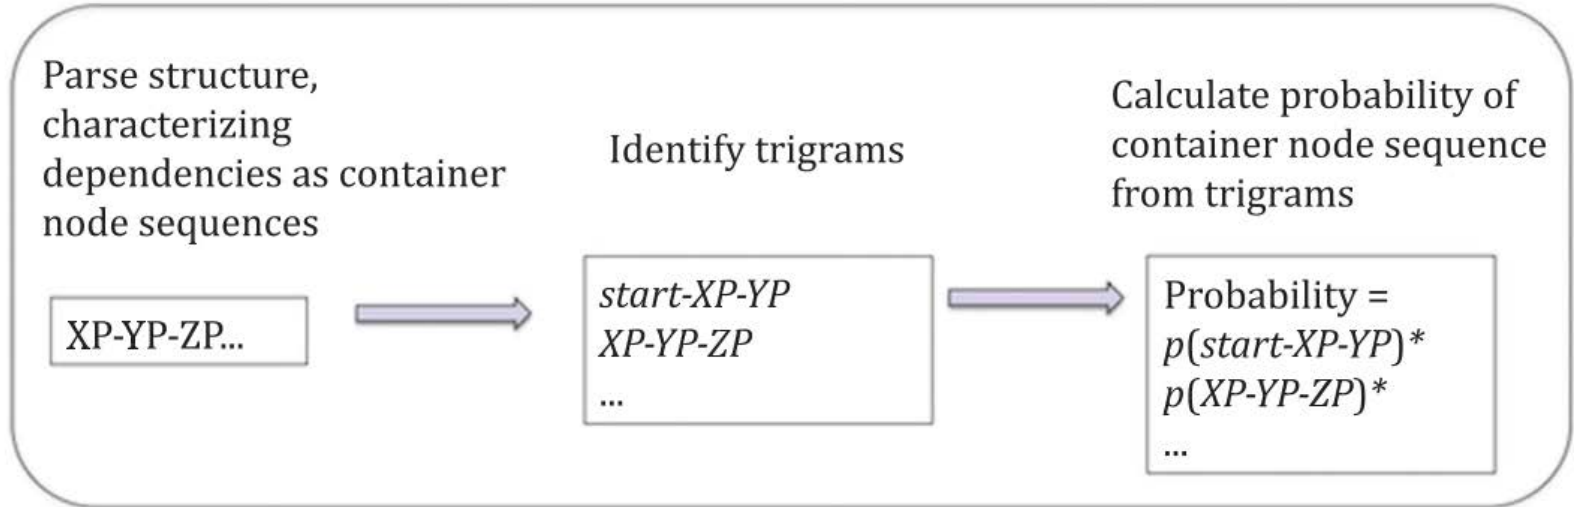 Parse structure,
characterizing
dependencies as container
node sequences
XP-YP-ZP...
Identify trigrams
start-XP-YP
XP-YP-ZP
...
Calculate probability of
container node sequence
from trigrams
Probability =
p(start-XP-YP)*
p(XP-YP-ZP)*
...